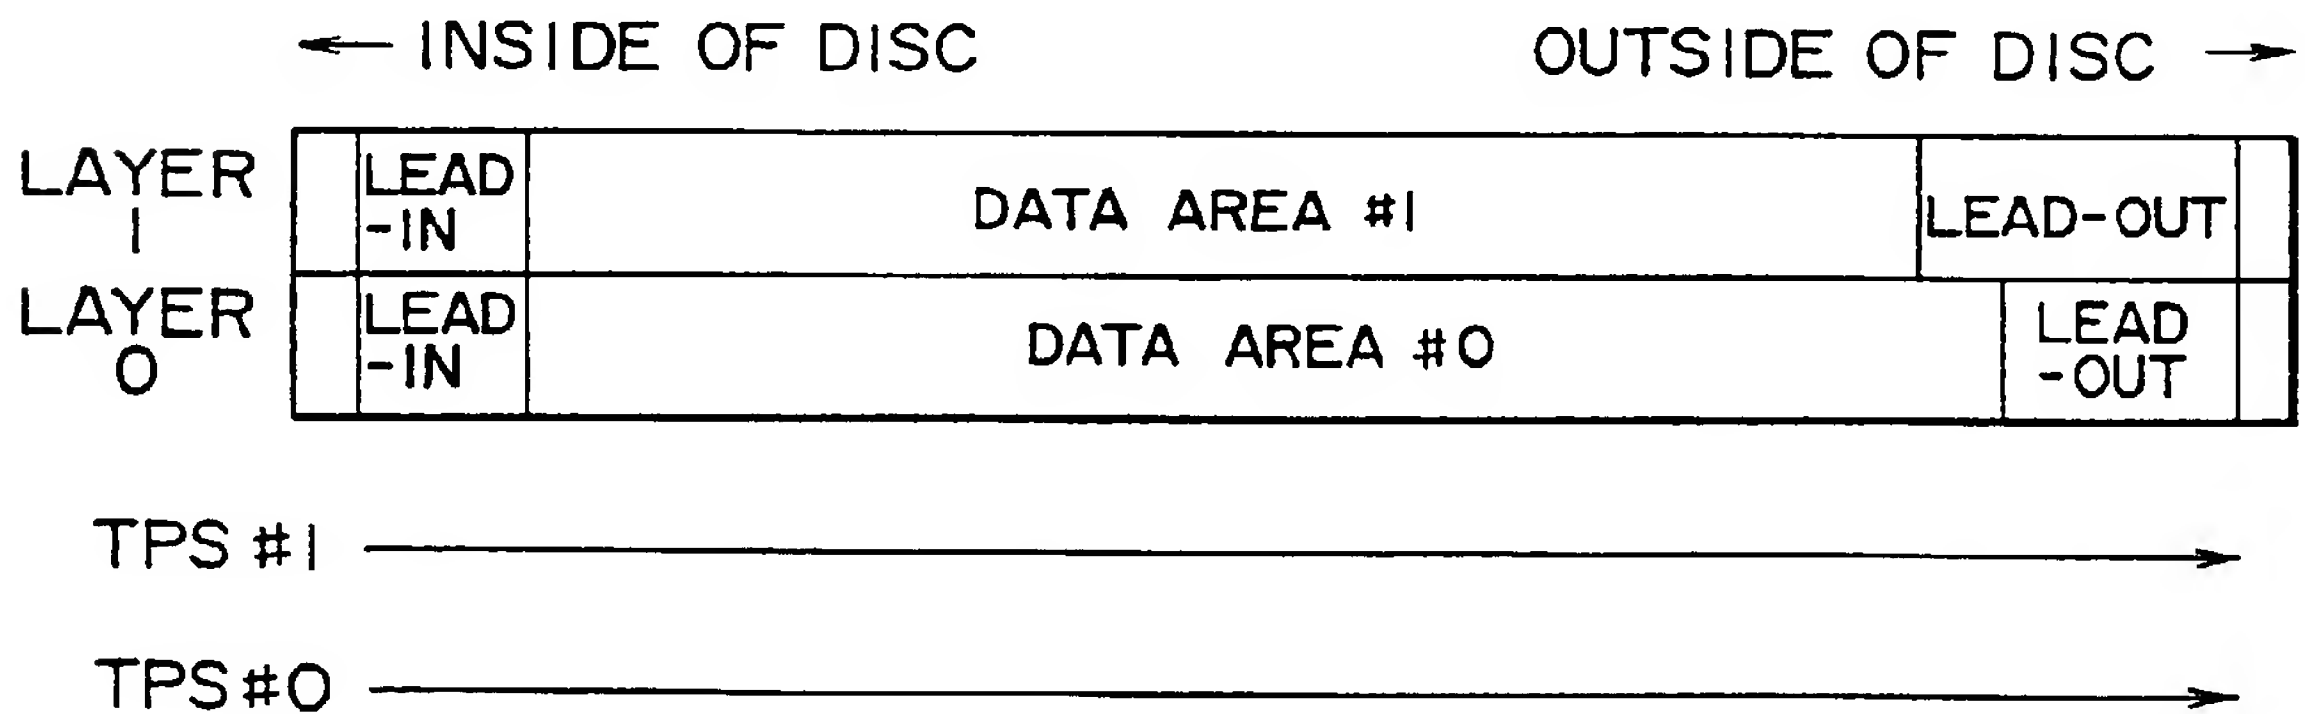 ← INSIDE OF DISC OUTSIDE OF DISC →
LAYER
1
LEAD
-IN
DATA AREA #1
LEAD-OUT
LAYER
0
LEAD
-IN
DATA AREA #0
LEAD
-OUT
TPS #1
TPS #0